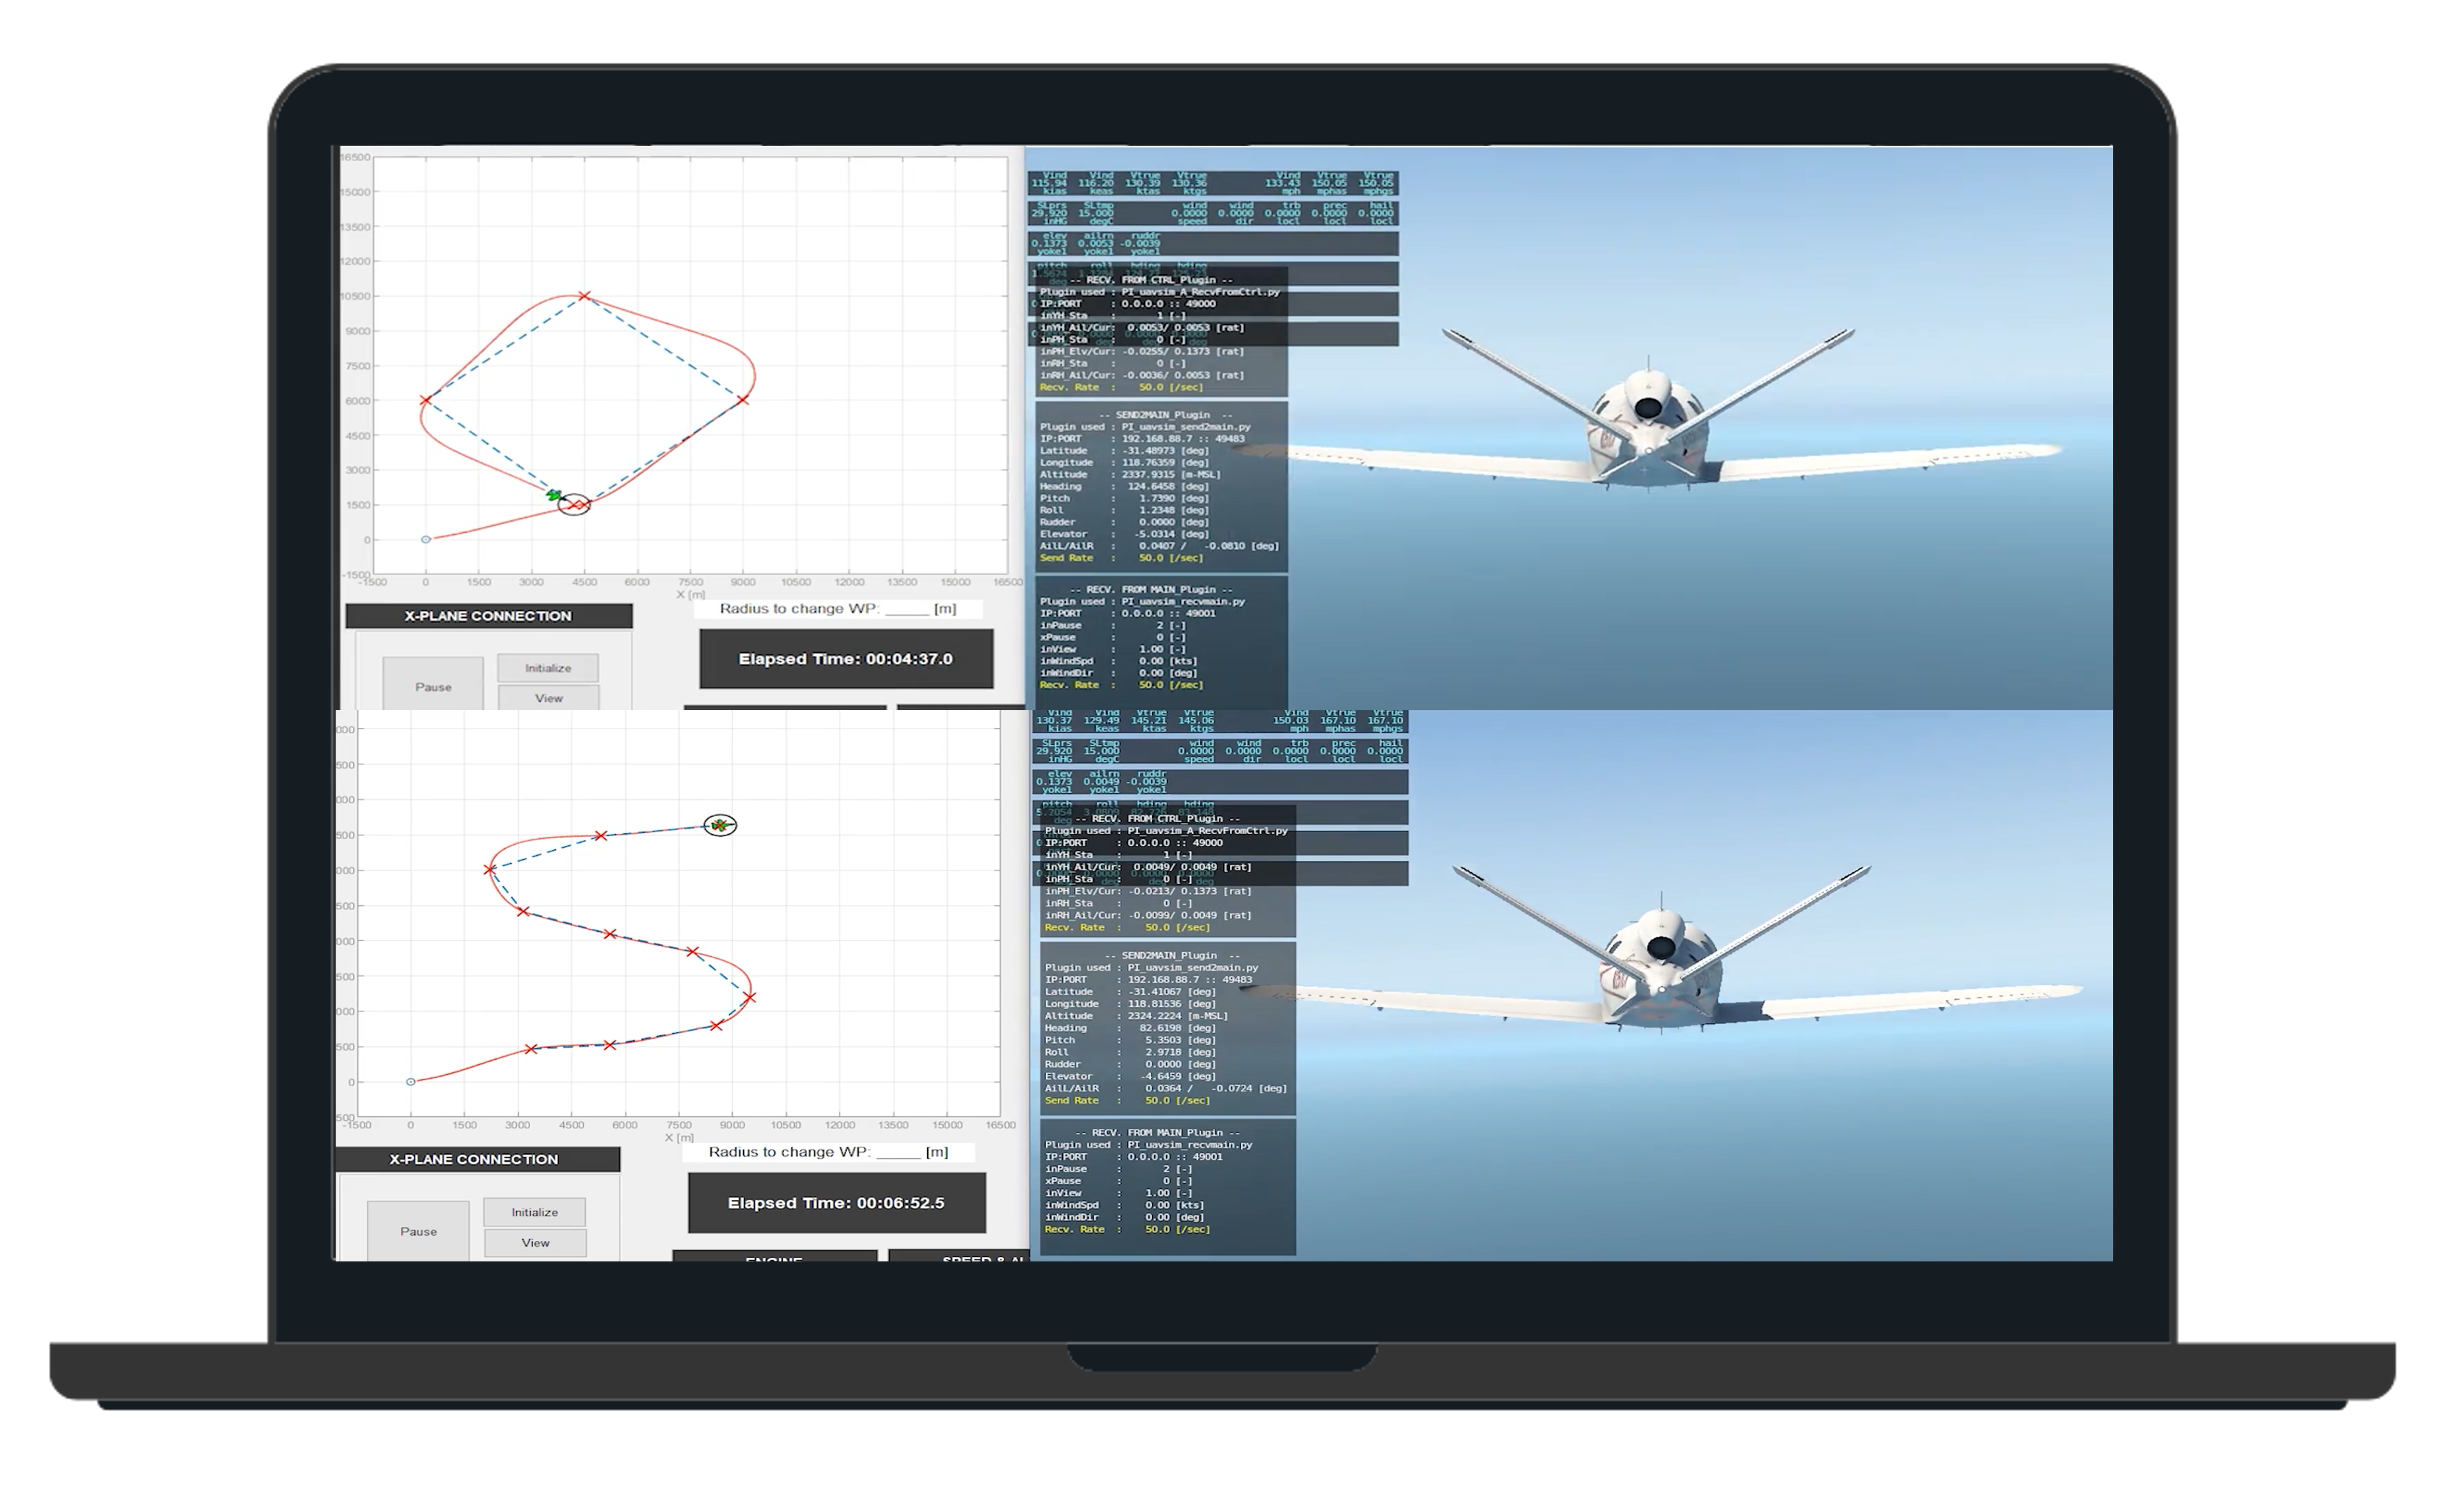 16500
15000
13500
12000
10500
9000
7500
6000
4500
3000
1500
0
-1500
-1500 0 1500 3000 4500 6000 7500 9000 10500 12000 13500 15000 16500
X [m]
Radius to change WP: _____ [m]
X-PLANE CONNECTION
Elapsed Time: 00:04:37.0
Pause
Initialize
View
Vind Vind Vtrue Vtrue Vind Vtrue Vtrue
115.94 116.20 130.39 130.36 133.43 150.05 150.05
kias keas ktas ktgs mph mphas mphgs
SLprs SLtmp wind wind trb prec hail
29.920 15.000 0.0000 0.0000 0.0000 0.0000 0.0000
inHG degC speed dir locl locl locl
elev ailrn ruddr
0.1373 0.0053 -0.0039
yoke1 yoke1 yoke1
pitch roll hding hding
-- RECV. FROM CTRL_Plugin --
Plugin used : PI_uavsim_A_RecvFromCtrl.py
IP:PORT : 0.0.0.0 :: 49000
inYH_Sta : 1 [-]
inYH_Ail/Cur: 0.0053/ 0.0053 [rat]
inPH_Sta : 0 [-]
inPH_Elv/Cur: -0.0255/ 0.1373 [rat]
inRH_Sta : 0 [-]
inRH_Ail/Cur: -0.0036/ 0.0053 [rat]
Recv. Rate : 50.0 [/sec]
-- SEND2MAIN_Plugin --
Plugin used : PI_uavsim_send2main.py
IP:PORT : 192.168.88.7 :: 49483
Latitude : -31.48973 [deg]
Longitude : 118.76359 [deg]
Altitude : 2337.9315 [m-MSL]
Heading : 124.6458 [deg]
Pitch : 1.7390 [deg]
Roll : 1.2348 [deg]
Rudder : 0.0000 [deg]
Elevator : -5.0314 [deg]
AilL/AilR : 0.0407 / -0.0810 [deg]
Send Rate : 50.0 [/sec]
-- RECV. FROM MAIN_Plugin --
Plugin used : PI_uavsim_recvmain.py
IP:PORT : 0.0.0.0 :: 49001
inPause : 2 [-]
xPause : 0 [-]
inView : 1.00 [-]
inWindSpd : 0.00 [kts]
inWindDir : 0.00 [deg]
Recv. Rate : 50.0 [/sec]
000
500
000
500
000
500
000
500
000
500
0
500
-1500 0 1500 3000 4500 6000 7500 9000 10500 12000 13500 15000 16500
X [m]
Radius to change WP: _____ [m]
X-PLANE CONNECTION
Elapsed Time: 00:06:52.5
Pause
Initialize
View
ENGINE
SPEED & AL
Vind Vind Vtrue Vtrue Vind Vtrue Vtrue
130.37 129.49 145.21 145.06 150.03 167.10 167.10
kias keas ktas ktgs mph mphas mphgs
SLprs SLtmp wind wind trb prec hail
29.920 15.000 0.0000 0.0000 0.0000 0.0000 0.0000
inHG degC speed dir locl locl locl
elev ailrn ruddr
0.1373 0.0049 -0.0039
yoke1 yoke1 yoke1
pitch roll hding hding
-- RECV. FROM CTRL_Plugin --
Plugin used : PI_uavsim_A_RecvFromCtrl.py
IP:PORT : 0.0.0.0 :: 49000
inYH_Sta : 1 [-]
inYH_Ail/Cur: 0.0049/ 0.0049 [rat]
inPH_Sta : 0 [-]
inPH_Elv/Cur: -0.0213/ 0.1373 [rat]
inRH_Sta : 0 [-]
inRH_Ail/Cur: -0.0099/ 0.0049 [rat]
Recv. Rate : 50.0 [/sec]
-- SEND2MAIN_Plugin --
Plugin used : PI_uavsim_send2main.py
IP:PORT : 192.168.88.7 :: 49483
Latitude : -31.41067 [deg]
Longitude : 118.81536 [deg]
Altitude : 2324.2224 [m-MSL]
Heading : 82.6198 [deg]
Pitch : 5.3503 [deg]
Roll : 2.9718 [deg]
Rudder : 0.0000 [deg]
Elevator : -4.6459 [deg]
AilL/AilR : 0.0364 / -0.0724 [deg]
Send Rate : 50.0 [/sec]
-- RECV. FROM MAIN_Plugin --
Plugin used : PI_uavsim_recvmain.py
IP:PORT : 0.0.0.0 :: 49001
inPause : 2 [-]
xPause : 0 [-]
inView : 1.00 [-]
inWindSpd : 0.00 [kts]
inWindDir : 0.00 [deg]
Recv. Rate : 50.0 [/sec]